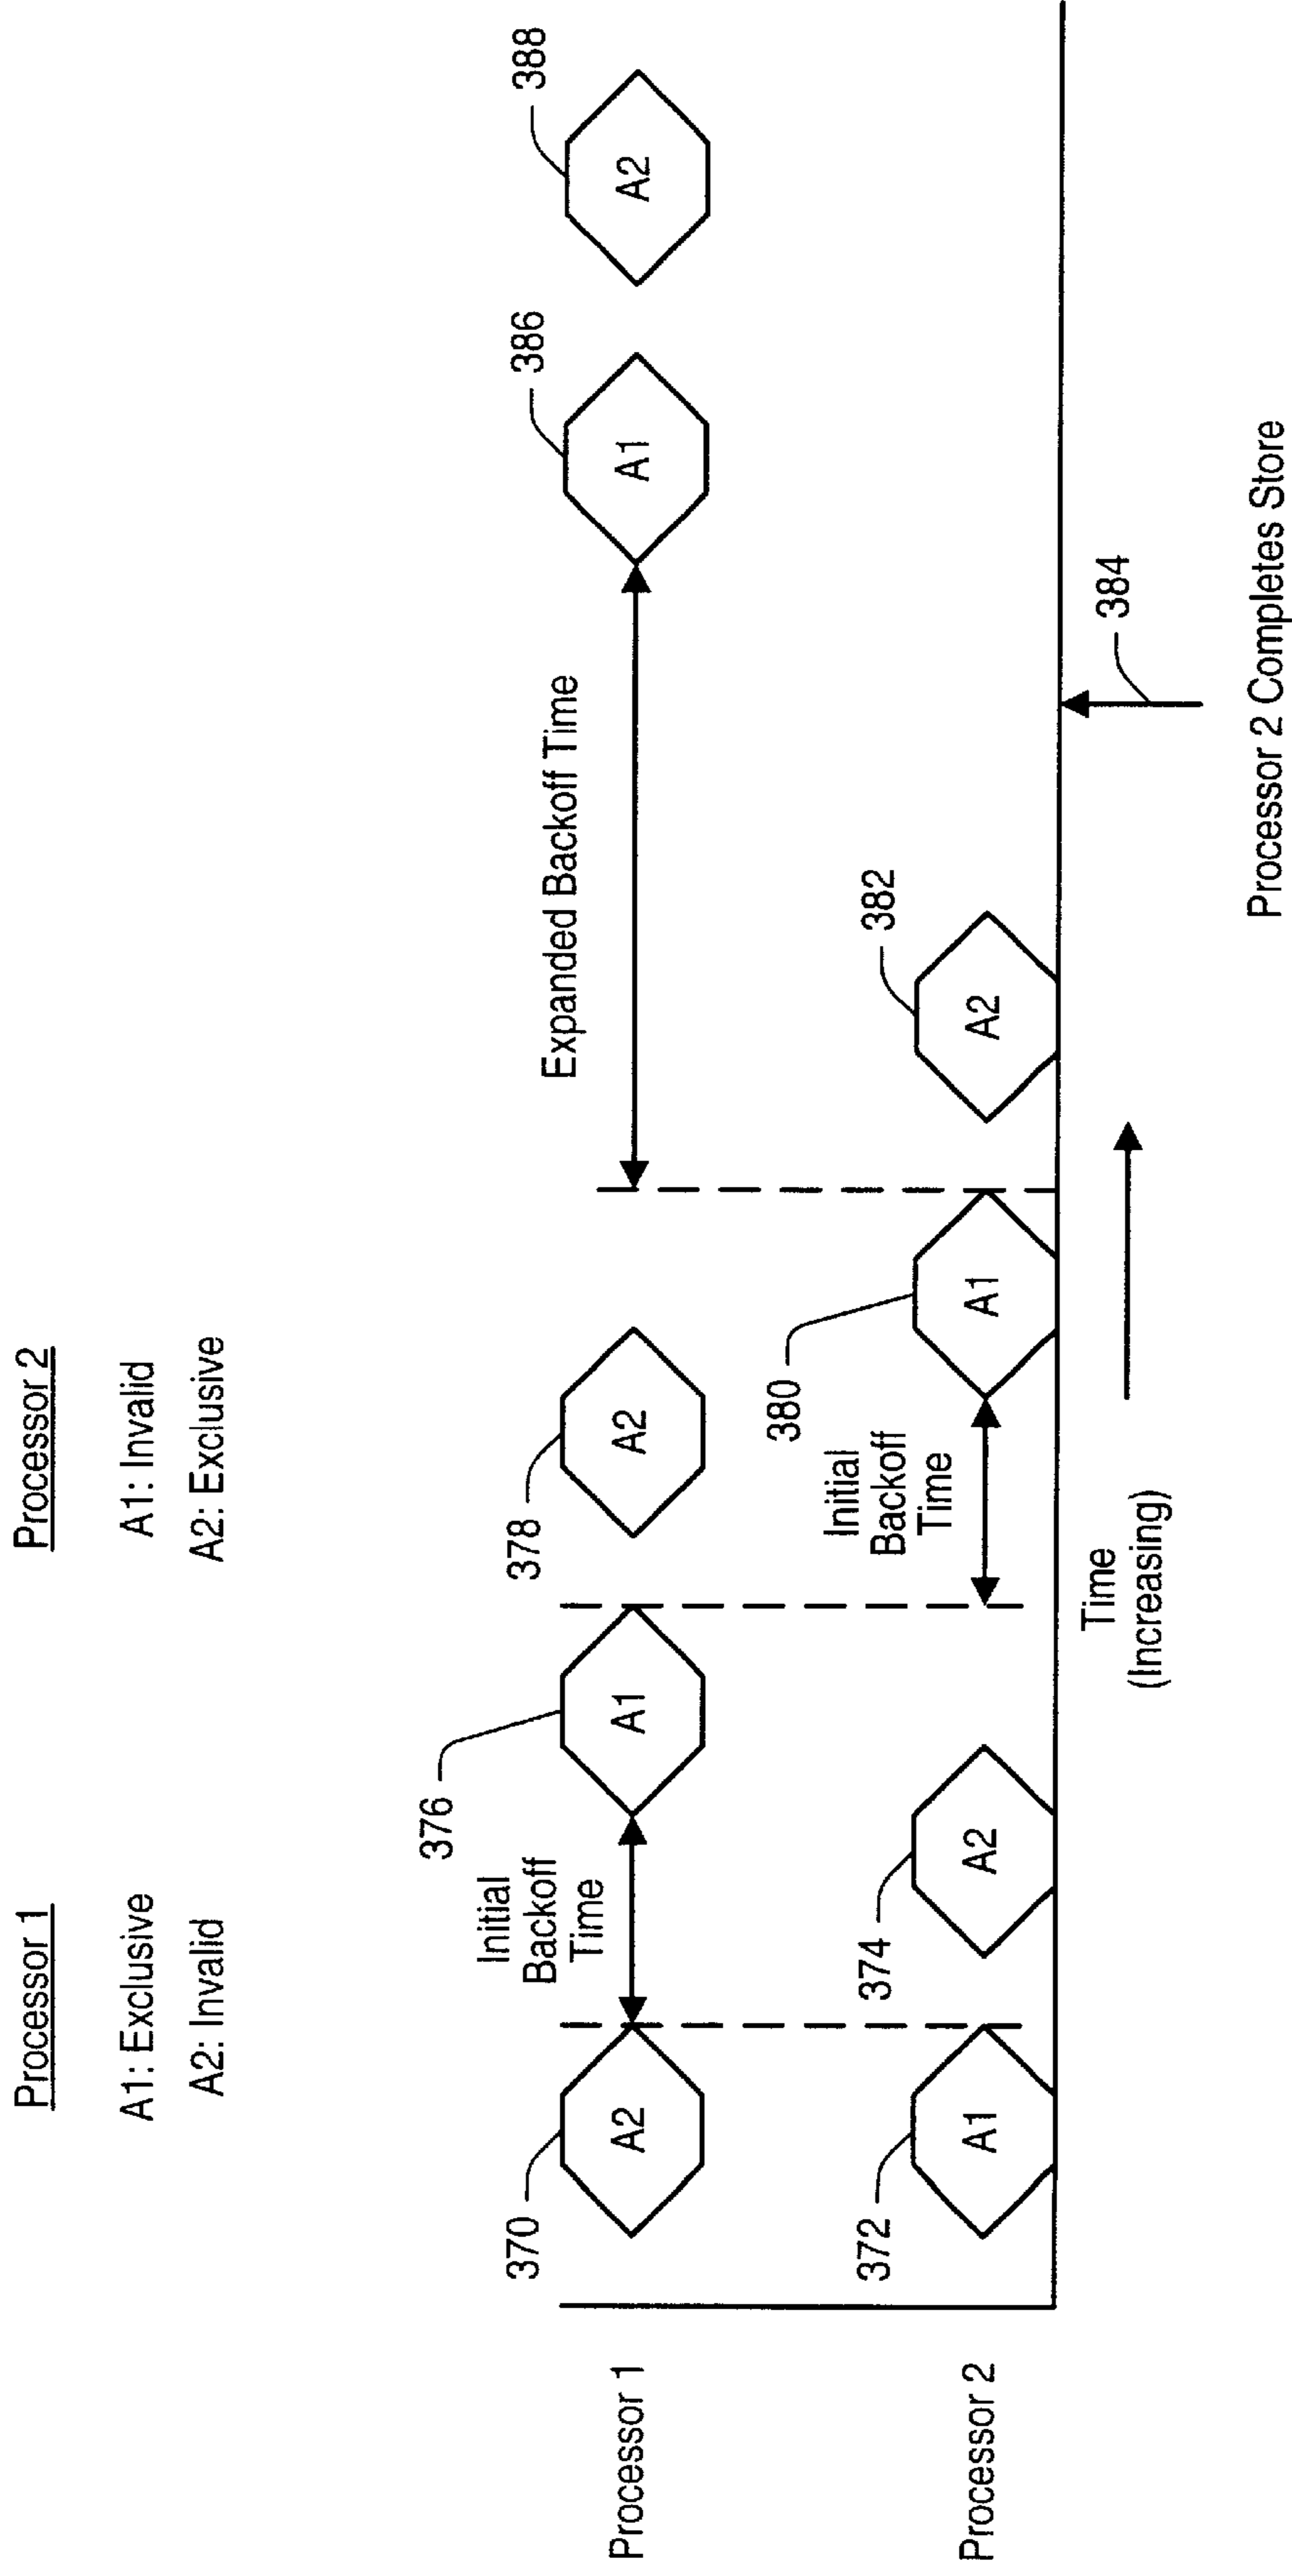 Processor 1
A1: Exclusive
A2: Invalid
Processor 2
A1: Invalid
A2: Exclusive
Processor 1
370
A2
Initial
Backoff
Time
376
A1
378
A2
Expanded Backoff Time
386
A1
388
A2
Processor 2
372
A1
374
A2
Initial
Backoff
Time
380
A1
382
A2
Time
(Increasing)
384
Processor 2 Completes Store